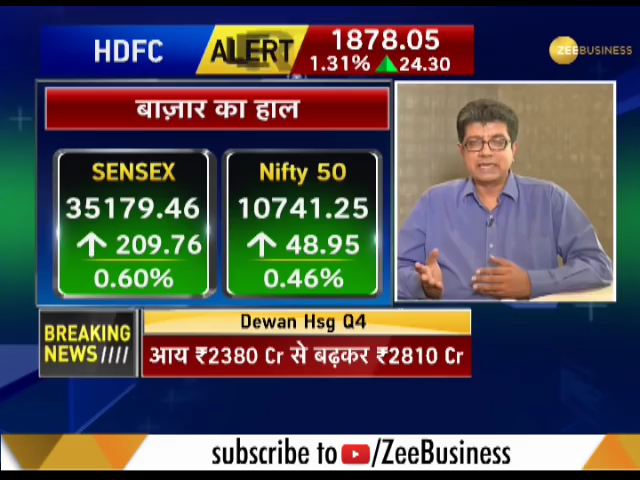 HDFC
ALERT
1878.05
1.31% 24.30
ZEE BUSINESS
बाज़ार का हाल
SENSEX
35179.46
209.76
0.60%
Nifty 50
10741.25
48.95
0.46%
BREAKING
NEWS ////
Dewan Hsg Q4
आय ₹2380 Cr से बढ़कर ₹2810 Cr
subscribe to /ZeeBusiness